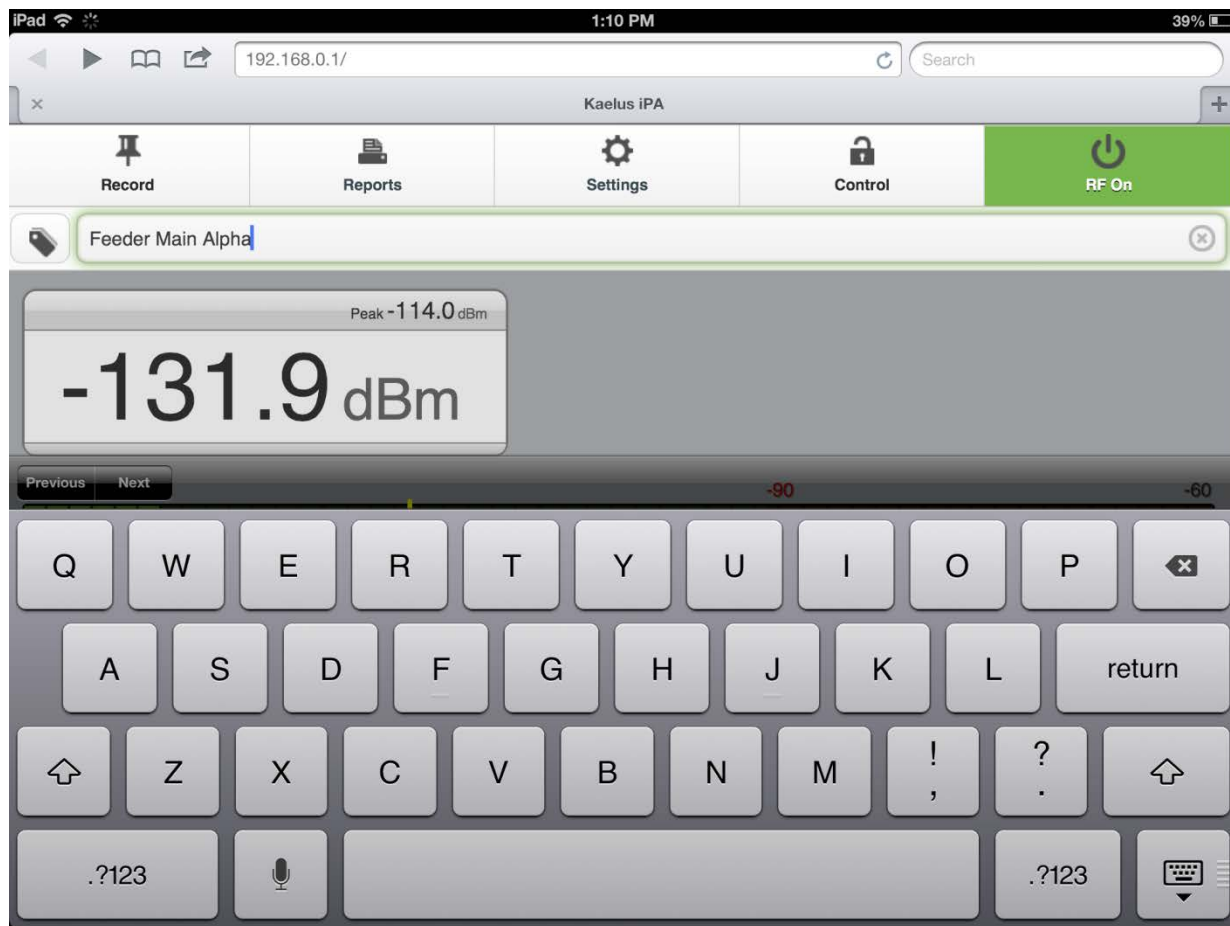 iPad 1:10 PM 39%
192.168.0.1/ Search
Kaelus iPA
Record Reports Settings Control RF On
Feeder Main Alpha
Peak -114.0 dBm
-131.9 dBm
Previous Next -90 -60
Q W E R T Y U I O P
A S D F G H J K L return
Z X C V B N M ! , ? .
.?123 .?123